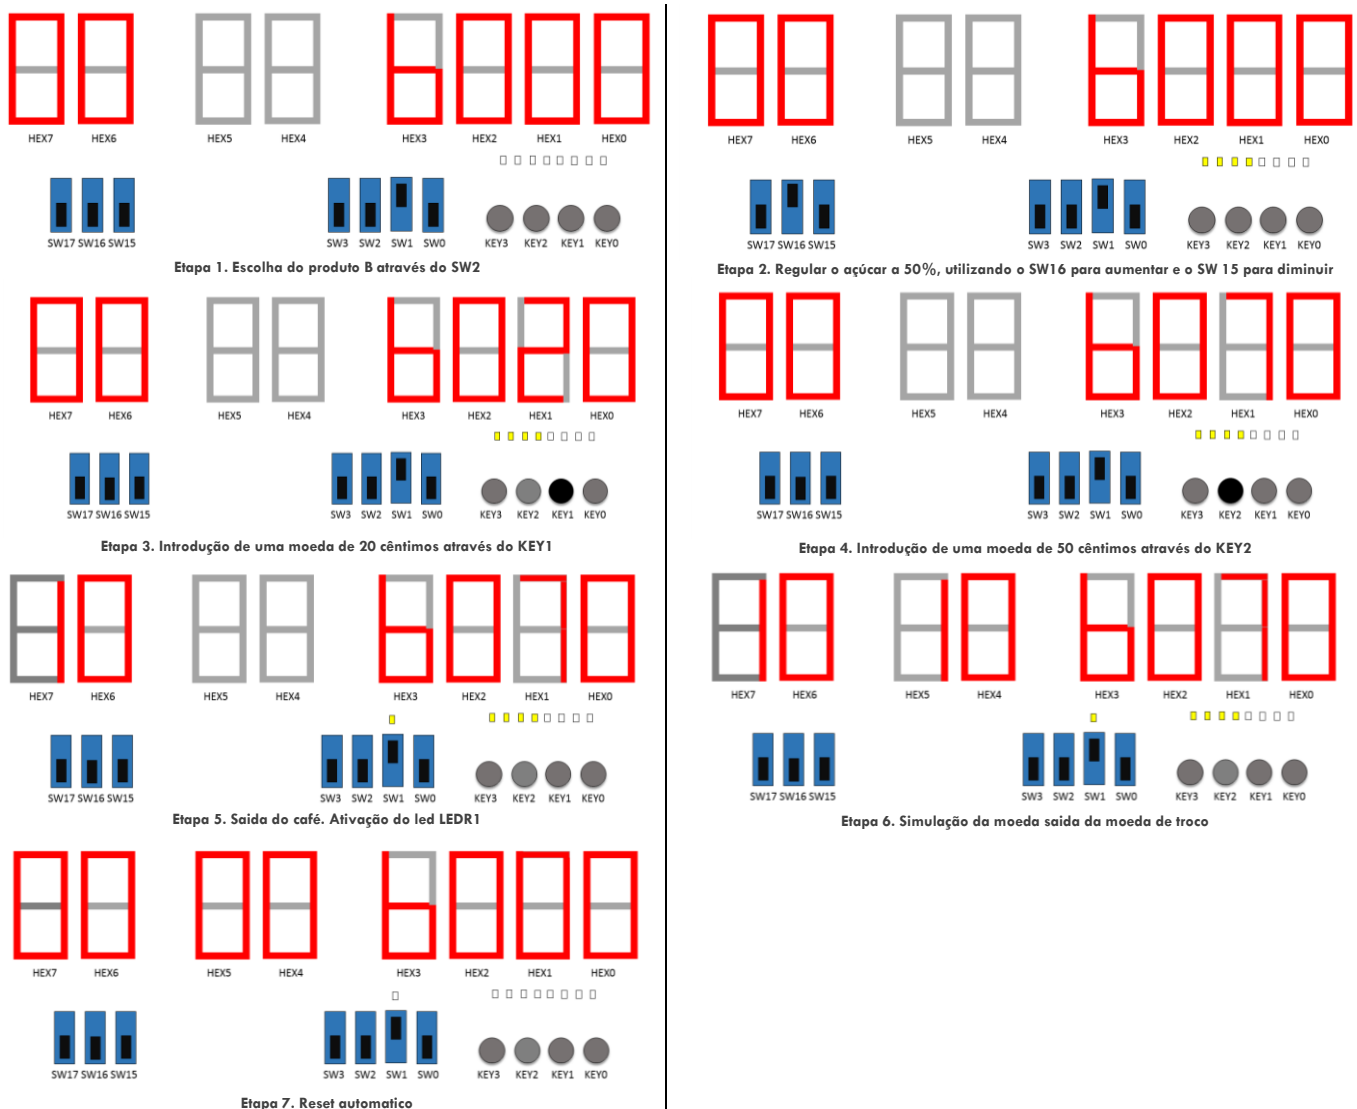 HEX7 HEX6 HEX5 HEX4 HEX3 HEX2 HEX1 HEX0
SW17 SW16 SW15 SW3 SW2 SW1 SW0 KEY3 KEY2 KEY1 KEY0
Etapa 1. Escolha do produto B através do SW2
HEX7 HEX6 HEX5 HEX4 HEX3 HEX2 HEX1 HEX0
SW17 SW16 SW15 SW3 SW2 SW1 SW0 KEY3 KEY2 KEY1 KEY0
Etapa 2. Regular o açúcar a 50%, utilizando o SW16 para aumentar e o SW 15 para diminuir
HEX7 HEX6 HEX5 HEX4 HEX3 HEX2 HEX1 HEX0
SW17 SW16 SW15 SW3 SW2 SW1 SW0 KEY3 KEY2 KEY1 KEY0
Etapa 3. Introdução de uma moeda de 20 cêntimos através do KEY1
HEX7 HEX6 HEX5 HEX4 HEX3 HEX2 HEX1 HEX0
SW17 SW16 SW15 SW3 SW2 SW1 SW0 KEY3 KEY2 KEY1 KEY0
Etapa 4. Introdução de uma moeda de 50 cêntimos através do KEY2
HEX7 HEX6 HEX5 HEX4 HEX3 HEX2 HEX1 HEX0
SW17 SW16 SW15 SW3 SW2 SW1 SW0 KEY3 KEY2 KEY1 KEY0
Etapa 5. Saida do café. Ativação do led LEDR1
HEX7 HEX6 HEX5 HEX4 HEX3 HEX2 HEX1 HEX0
SW17 SW16 SW15 SW3 SW2 SW1 SW0 KEY3 KEY2 KEY1 KEY0
Etapa 6. Simulação da moeda saida da moeda de troco
HEX7 HEX6 HEX5 HEX4 HEX3 HEX2 HEX1 HEX0
SW17 SW16 SW15 SW3 SW2 SW1 SW0 KEY3 KEY2 KEY1 KEY0
Etapa 7. Reset automatico